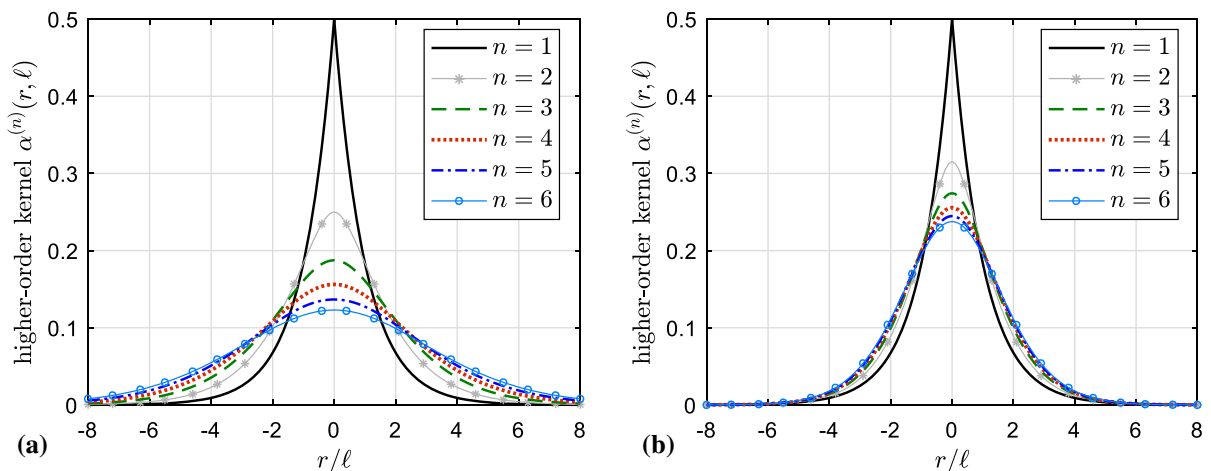 higher-order kernel α⁽ⁿ⁾(r, ℓ)
0.5
0.4
0.3
0.2
0.1
0
-8 -6 -4 -2 0 2 4 6 8
r/ℓ
n = 1
n = 2
n = 3
n = 4
n = 5
n = 6
(a)
higher-order kernel α⁽ⁿ⁾(r, ℓ)
0.5
0.4
0.3
0.2
0.1
0
-8 -6 -4 -2 0 2 4 6 8
r/ℓ
n = 1
n = 2
n = 3
n = 4
n = 5
n = 6
(b)